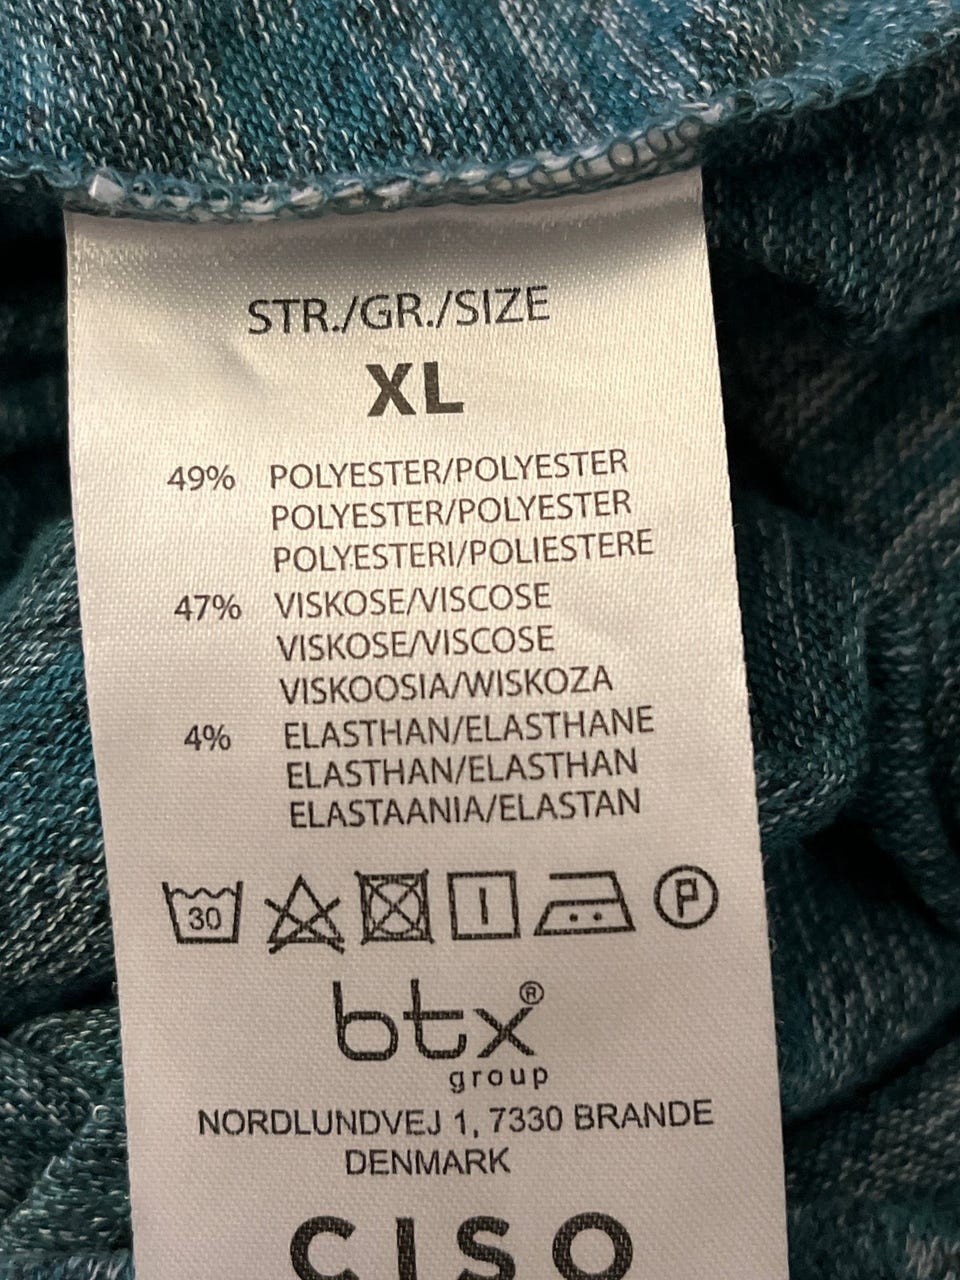 STR./GR./SIZE
XL
49% POLYESTER/POLYESTER
POLYESTER/POLYESTER
POLYESTERI/POLIESTERE
47% VISKOSE/VISCOSE
VISKOSE/VISCOSE
VISKOOSIA/WISKOZA
4% ELASTHAN/ELASTHANE
ELASTHAN/ELASTHAN
ELASTAANIA/ELASTAN
30 P
btx®
group
NORDLUNDVEJ 1, 7330 BRANDE
DENMARK
CISO